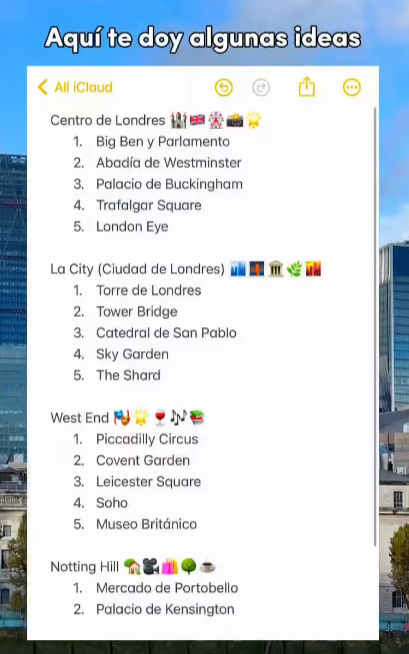 Aquí te doy algunas ideas
All iCloud
Centro de Londres 🏰🇬🇧🎡📸🌟
1. Big Ben y Parlamento
2. Abadía de Westminster
3. Palacio de Buckingham
4. Trafalgar Square
5. London Eye
La City (Ciudad de Londres) 🏙️🌉🏛️🌿🌇
1. Torre de Londres
2. Tower Bridge
3. Catedral de San Pablo
4. Sky Garden
5. The Shard
West End 🎭🌟🍷🎶📚
1. Piccadilly Circus
2. Covent Garden
3. Leicester Square
4. Soho
5. Museo Británico
Notting Hill 🏡🎥🛍️🌳☕
1. Mercado de Portobello
2. Palacio de Kensington